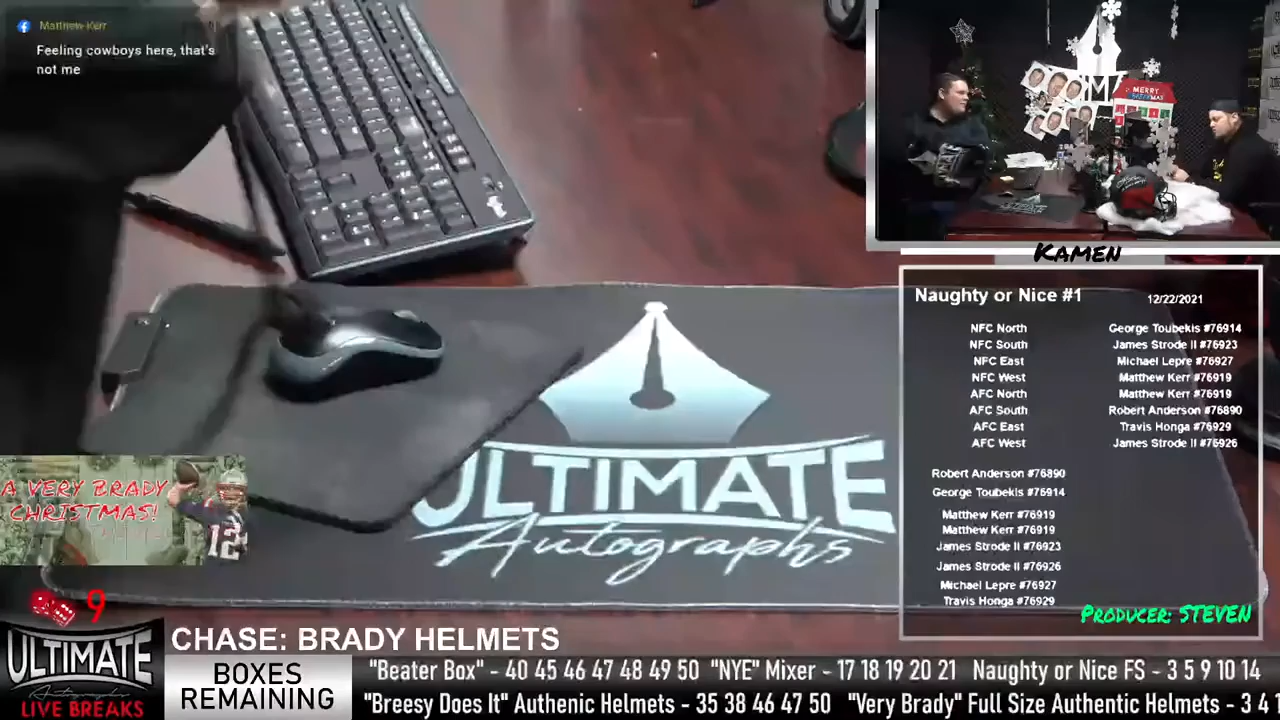 Matthew Kerr
Feeling cowboys here, that's
not me
MERRY
Kamen
Naughty or Nice #1
12/22/2021
NFC North George Toubekis #76914
NFC South James Strode II #76923
NFC East Michael Lepre #76927
NFC West Matthew Kerr #76919
AFC North Matthew Kerr #76919
AFC South Robert Anderson #76890
AFC East Travis Honga #76929
AFC West James Strode II #76926
Robert Anderson #76890
George Toubekis #76914
Matthew Kerr #76919
Matthew Kerr #76919
James Strode II #76923
James Strode II #76926
Michael Lepre #76927
Travis Honga #76929
Producer: STEVEN
ULTIMATE
Autographs
A VERY BRADY
CHRISTMAS!
12
9
ULTIMATE
Autographs
LIVE BREAKS
CHASE: BRADY HELMETS
BOXES
REMAINING
"Beater Box" - 40 45 46 47 48 49 50 "NYE" Mixer - 17 18 19 20 21 Naughty or Nice FS - 3 5 9 10 14
"Breesy Does It" Authenic Helmets - 35 38 46 47 50 "Very Brady" Full Size Authentic Helmets - 3 4